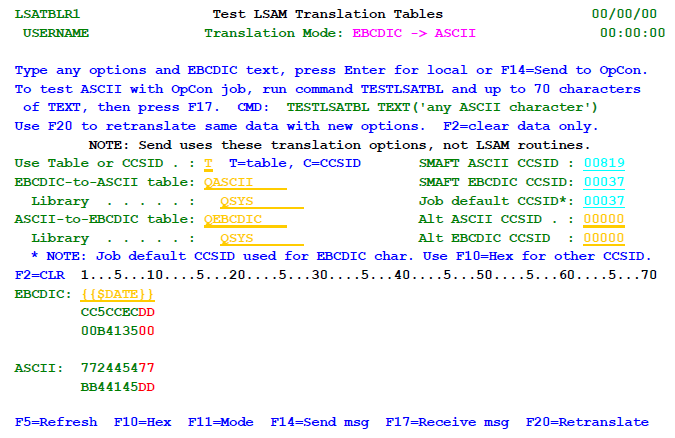 LSATBLR1 Test LSAM Translation Tables 00/00/00
USERNAME Translation Mode: EBCDIC -> ASCII 00:00:00
Type any options and EBCDIC text, press Enter for local or F14=Send to OpCon.
To test ASCII with OpCon job, run command TESTLSATBL and up to 70 characters
of TEXT, then press F17. CMD: TESTLSATBL TEXT('any ASCII character')
Use F20 to retranslate same data with new options. F2=clear data only.
NOTE: Send uses these translation options, not LSAM routines.
Use Table or CCSID . : T T=table, C=CCSID SMAFT ASCII CCSID : 00819
EBCDIC-to-ASCII table: QASCII SMAFT EBCDIC CCSID: 00037
Library . . . . . : QSYS Job default CCSID*: 00037
ASCII-to-EBCDIC table: QEBCDIC Alt ASCII CCSID . : 00000
Library . . . . . : QSYS Alt EBCDIC CCSID : 00000
* NOTE: Job default CCSID used for EBCDIC char. Use F10=Hex for other CCSID.
F2=CLR 1...5...10....5...20....5...30....5...40....5...50....5...60....5...70
EBCDIC: {{$DATE}}
CC5CCECDD
00B413500
ASCII: 772445477
BB44145DD
F5=Refresh F10=Hex F11=Mode F14=Send msg F17=Receive msg F20=Retranslate